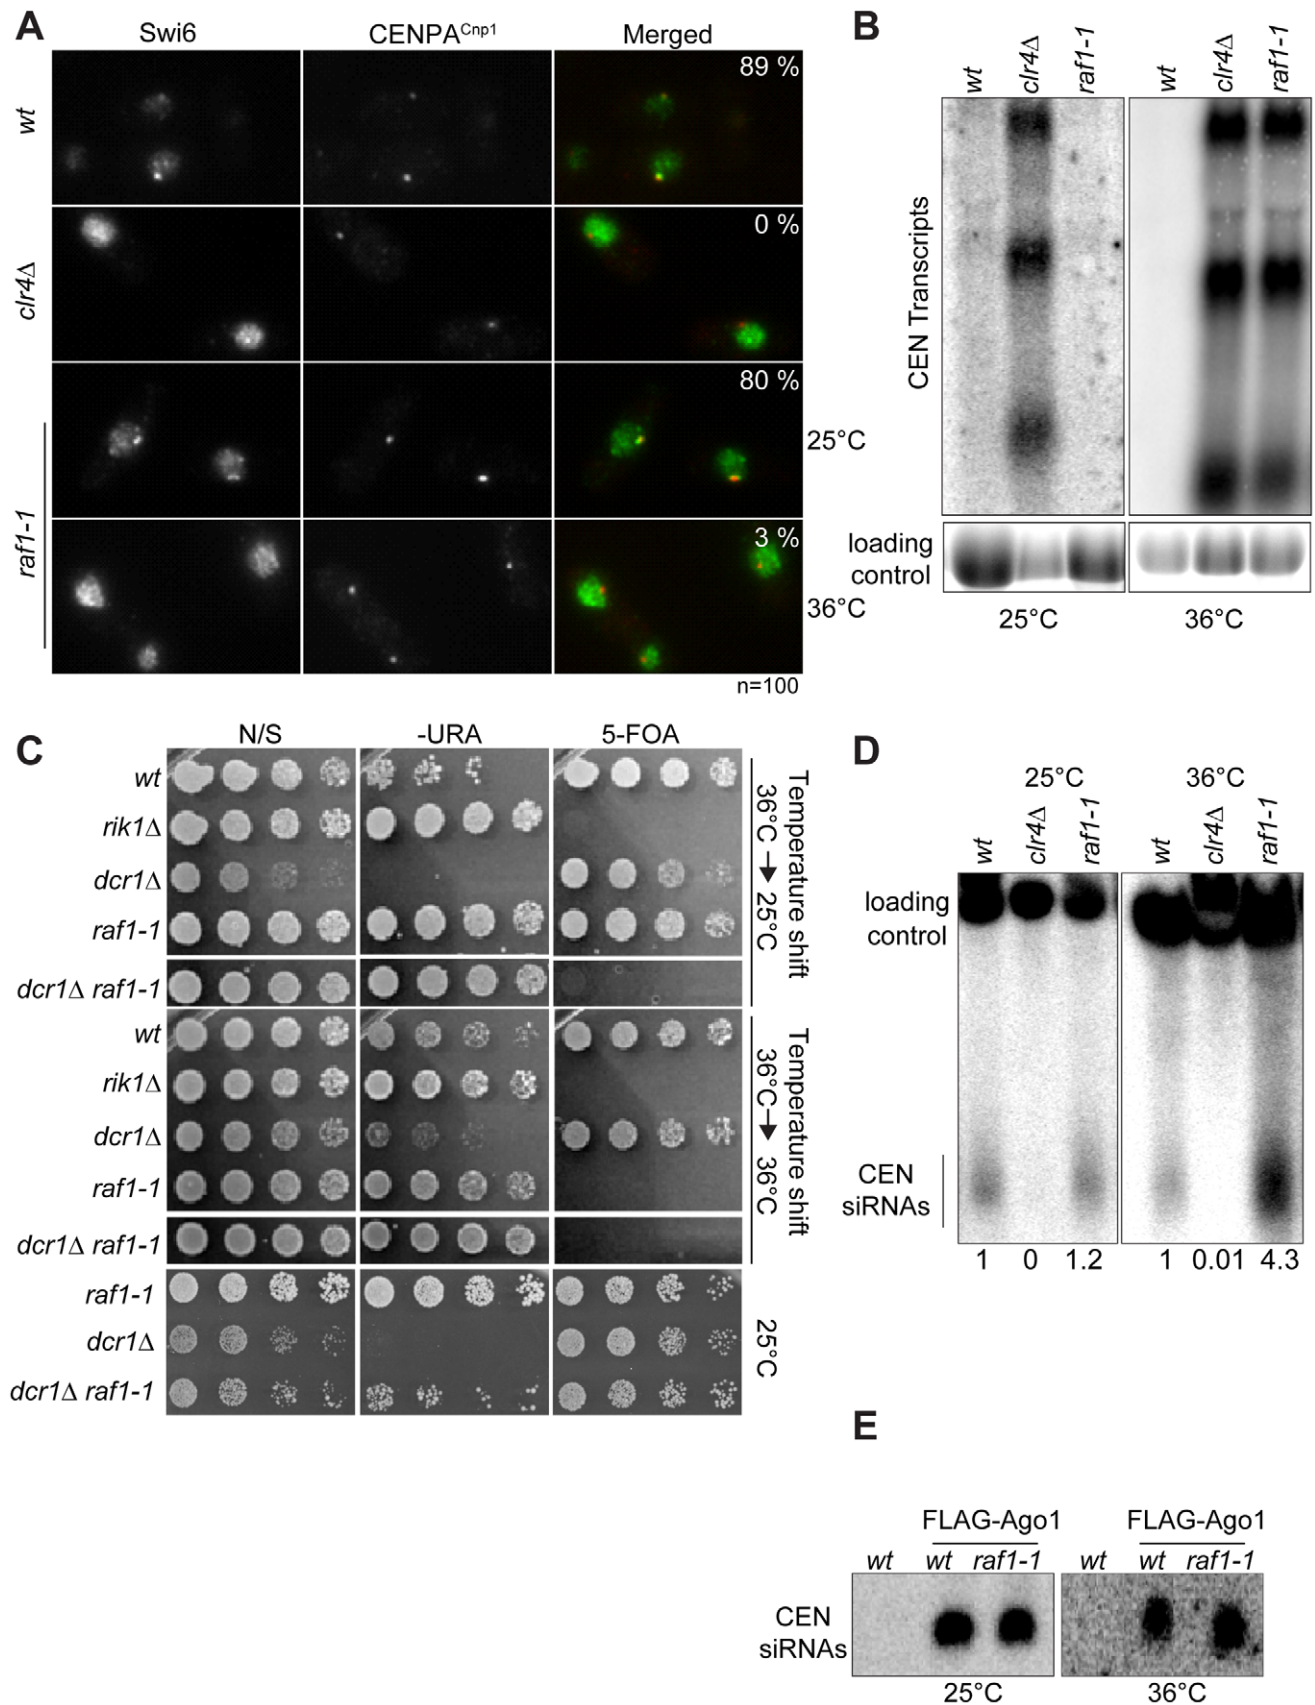 A
Swi6
CENPA^Cnp1
Merged
wt
89 %
clr4Δ
0 %
raf1-1
80 %
25°C
3 %
36°C
n=100
B
wt
clr4Δ
raf1-1
wt
clr4Δ
raf1-1
CEN Transcripts
loading
control
25°C
36°C
C
N/S
-URA
5-FOA
wt
rik1Δ
dcr1Δ
raf1-1
dcr1Δ raf1-1
Temperature shift
36°C → 25°C
wt
rik1Δ
dcr1Δ
raf1-1
dcr1Δ raf1-1
Temperature shift
36°C → 36°C
raf1-1
dcr1Δ
dcr1Δ raf1-1
25°C
D
25°C
36°C
wt
clr4Δ
raf1-1
wt
clr4Δ
raf1-1
loading
control
CEN
siRNAs
1 0 1.2 1 0.01 4.3
E
FLAG-Ago1
FLAG-Ago1
wt wt raf1-1 wt wt raf1-1
CEN
siRNAs
25°C
36°C